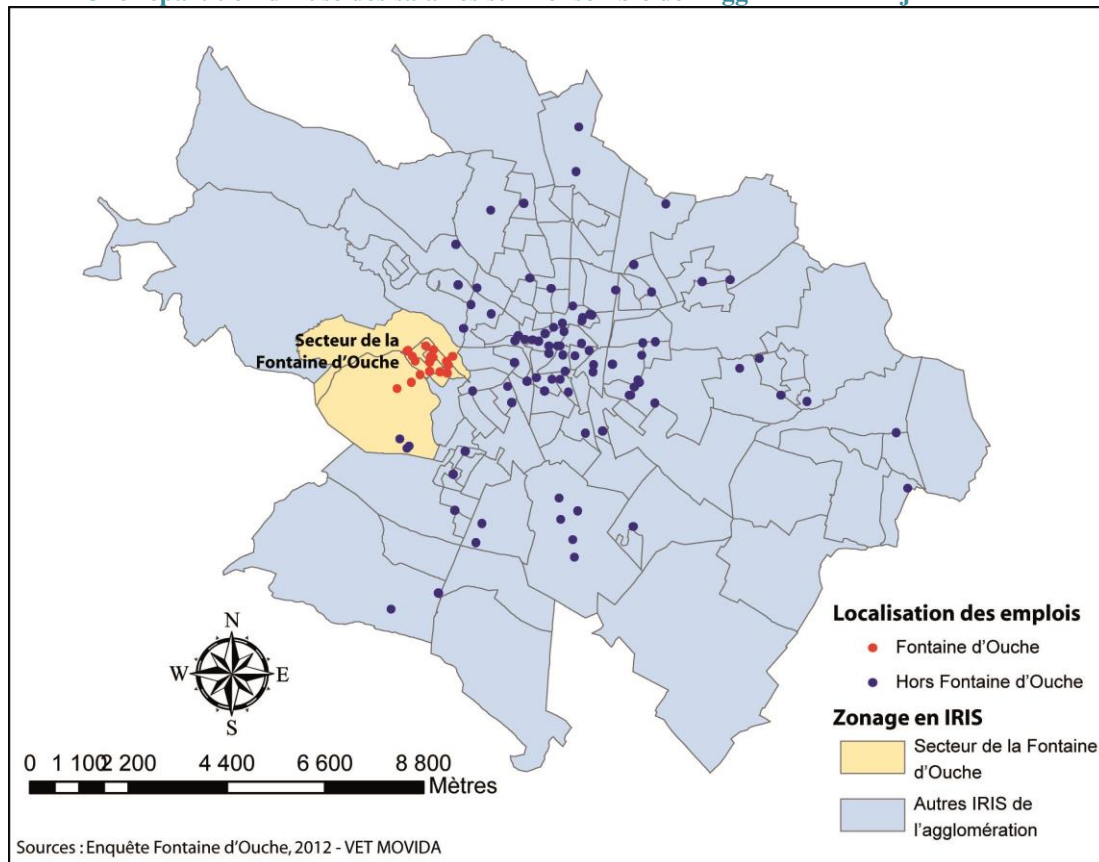 Secteur de la
Fontaine d'Ouche
N
W E
S
0 1 100 2 200 4 400 6 600 8 800
Mètres
Localisation des emplois
Fontaine d'Ouche
Hors Fontaine d'Ouche
Zonage en IRIS
Secteur de la Fontaine
d'Ouche
Autres IRIS de
l'agglomération
Sources : Enquête Fontaine d'Ouche, 2012 - VET MOVIDA